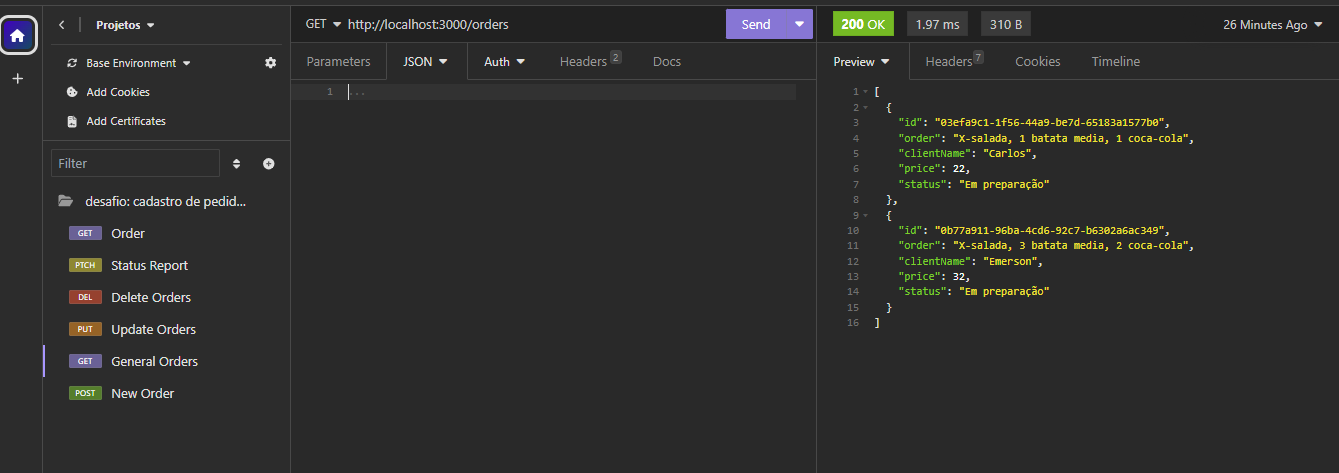 Projetos
Base Environment
Add Cookies
Add Certificates
Filter
desafio: cadastro de pedid...
GET Order
PTCH Status Report
DEL Delete Orders
PUT Update Orders
GET General Orders
POST New Order
GET http://localhost:3000/orders
Send
Parameters JSON Auth Headers 2 Docs
1 ...
200 OK 1.97 ms 310 B 26 Minutes Ago
Preview Headers 7 Cookies Timeline
1 [
2 {
3 "id": "03efa9c1-1f56-44a9-be7d-65183a1577b0",
4 "order": "X-salada, 1 batata media, 1 coca-cola",
5 "clientName": "Carlos",
6 "price": 22,
7 "status": "Em preparação"
8 },
9 {
10 "id": "0b77a911-96ba-4cd6-92c7-b6302a6ac349",
11 "order": "X-salada, 3 batata media, 2 coca-cola",
12 "clientName": "Emerson",
13 "price": 32,
14 "status": "Em preparação"
15 }
16 ]